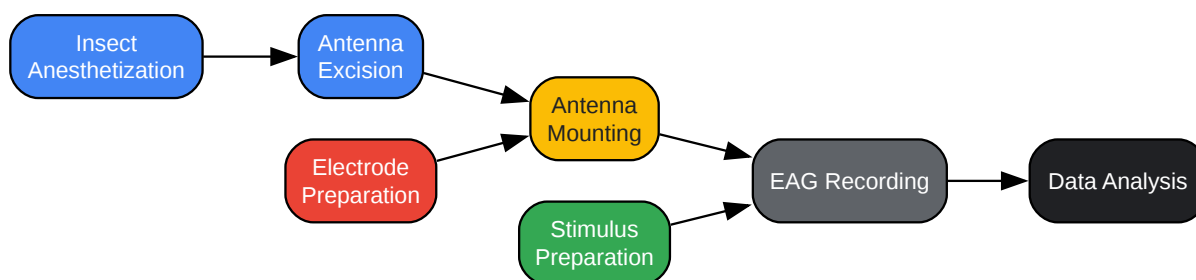 Insect
Anesthetization
Antenna
Excision
Electrode
Preparation
Antenna
Mounting
Stimulus
Preparation
EAG Recording
Data Analysis